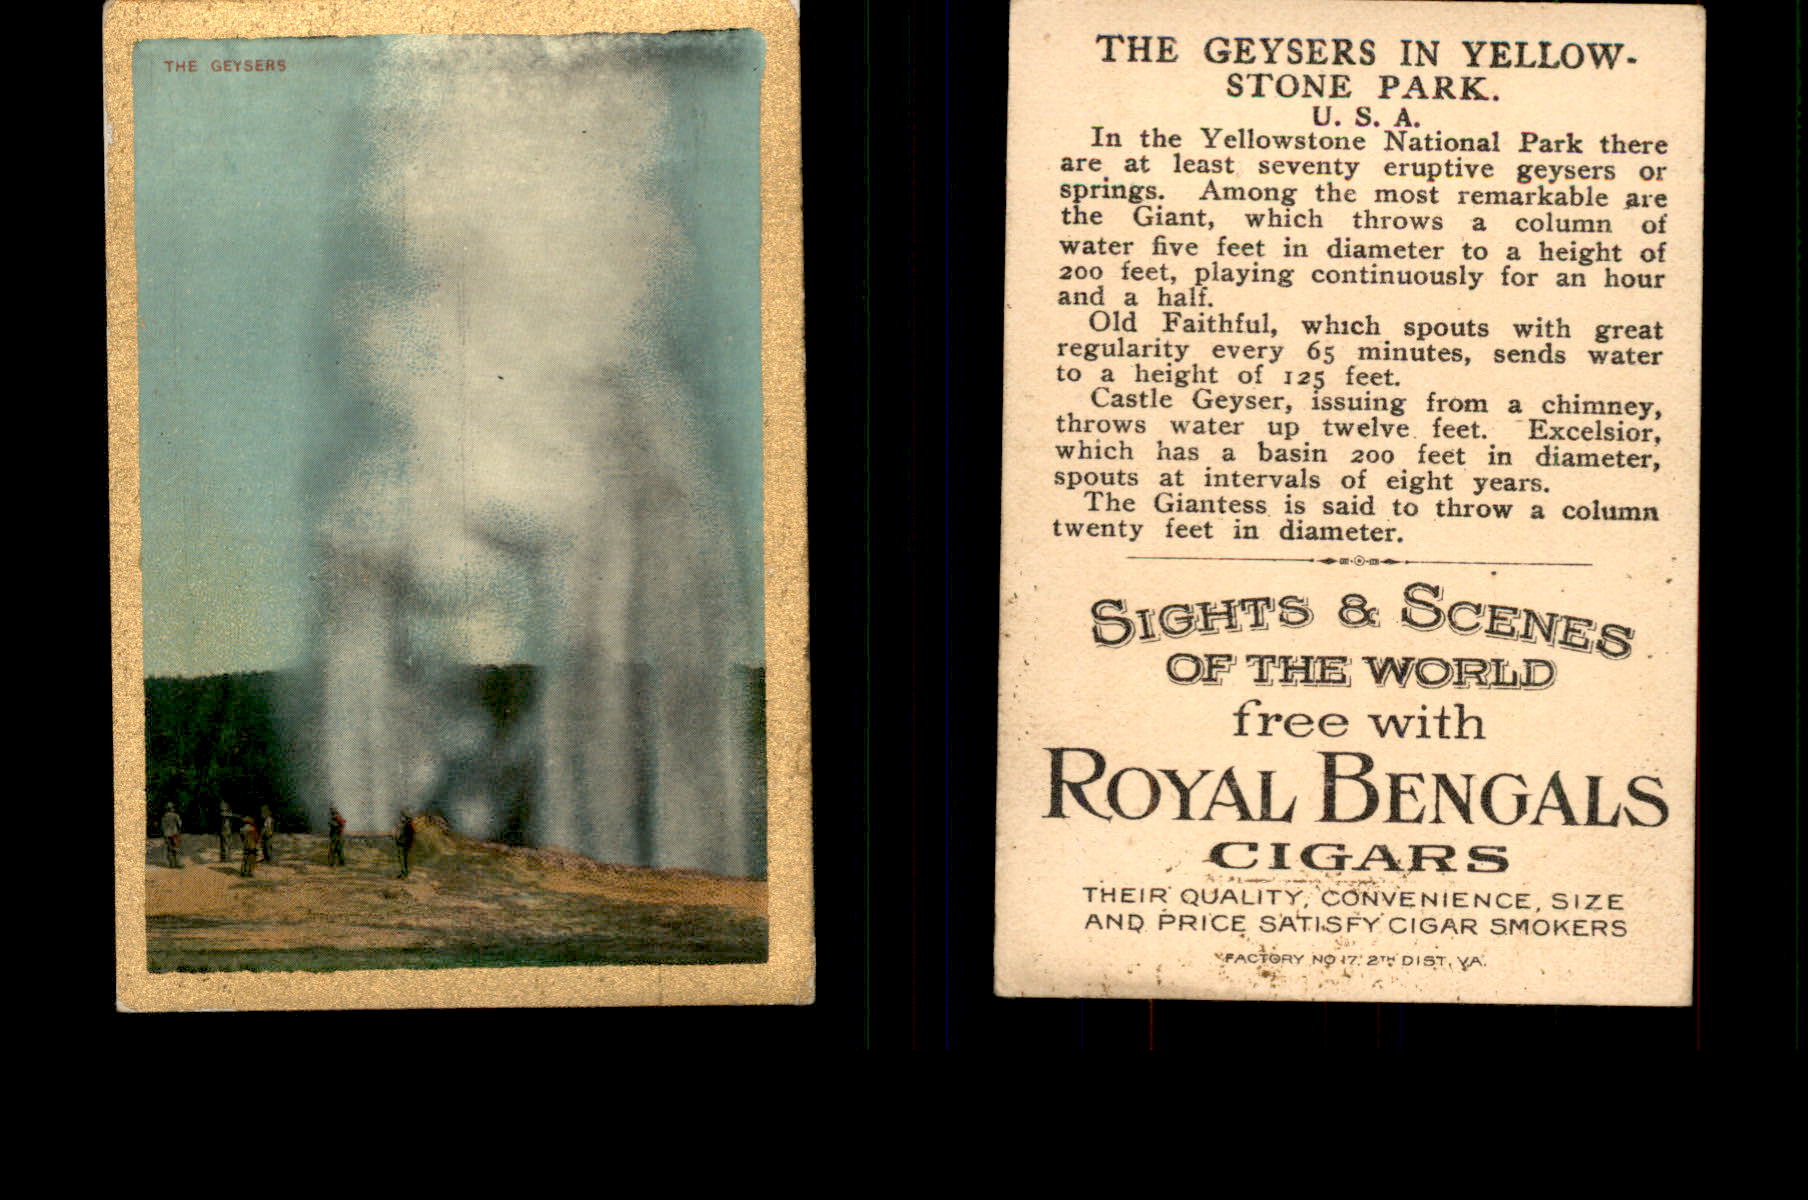 THE GEYSERS
THE GEYSERS IN YELLOW-
STONE PARK.
U. S. A.
In the Yellowstone National Park there
are at least seventy eruptive geysers or
springs. Among the most remarkable are
the Giant, which throws a column of
water five feet in diameter to a height of
200 feet, playing continuously for an hour
and a half.
Old Faithful, which spouts with great
regularity every 65 minutes, sends water
to a height of 125 feet.
Castle Geyser, issuing from a chimney,
throws water up twelve feet. Excelsior,
which has a basin 200 feet in diameter,
spouts at intervals of eight years.
The Giantess is said to throw a column
twenty feet in diameter.
SIGHTS & SCENES
OF THE WORLD
free with
ROYAL BENGALS
CIGARS
THEIR QUALITY, CONVENIENCE, SIZE
AND PRICE SATISFY CIGAR SMOKERS
FACTORY NO 17. 2TH DIST. VA.